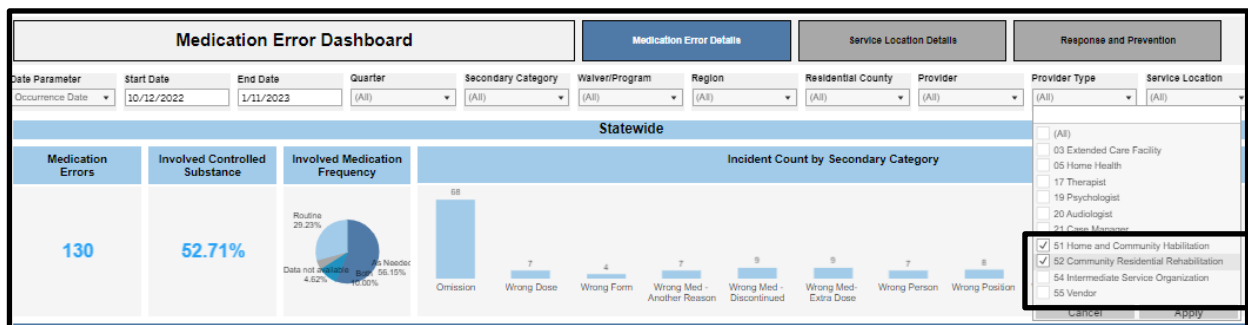 Medication Error Dashboard
Medication Error Details
Service Location Details
Response and Prevention
Date Parameter Start Date End Date Quarter Secondary Category Waiver/Program Region Residential County Provider Provider Type Service Location
Occurrence Date 10/12/2022 1/11/2023 (All) (All) (All) (All) (All) (All) (All) (All)
Statewide
(All)
03 Extended Care Facility
05 Home Health
17 Therapist
19 Psychologist
20 Audiologist
21 Case Manager
51 Home and Community Habilitation
52 Community Residential Rehabilitation
54 Intermediate Service Organization
55 Vendor
Cancel Apply
Medication
Errors
130
Involved Controlled
Substance
52.71%
Involved Medication
Frequency
Routine
29.23%
Data not available
4.62%
Both
10.00%
As Needed
56.15%
Incident Count by Secondary Category
68 7 4 7 9 9 7 8
Omission
Wrong Dose
Wrong Form
Wrong Med -
Another Reason
Wrong Med -
Discontinued
Wrong Med-
Extra Dose
Wrong Person
Wrong Position